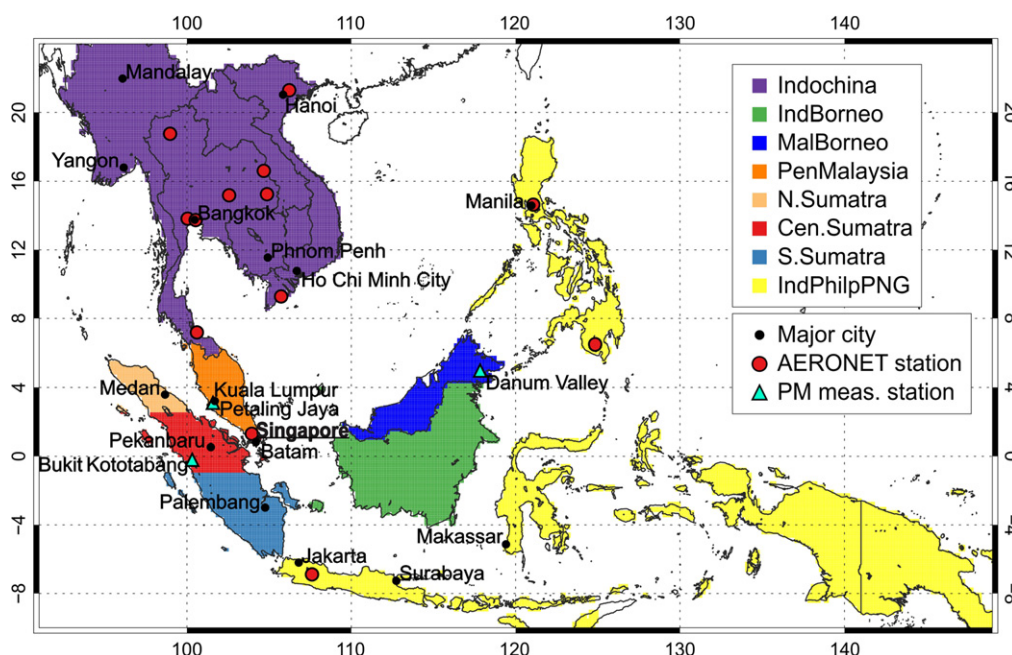 100 110 120 130 140
20
16
12
8
4
0
-4
-8
Mandalay
Hanoi
Yangon
Bangkok
Manila
Phnom Penh
Ho Chi Minh City
Medan
Kuala Lumpur
Petaling Jaya
Danum Valley
Singapore
Pekanbaru
Batam
Bukit Kototabang
Palembang
Makassar
Jakarta
Surabaya
Indochina
IndBorneo
MalBorneo
PenMalaysia
N.Sumatra
Cen.Sumatra
S.Sumatra
IndPhilpPNG
Major city
AERONET station
PM meas. station
20
16
12
8
4
0
-4
-8
100 110 120 130 140